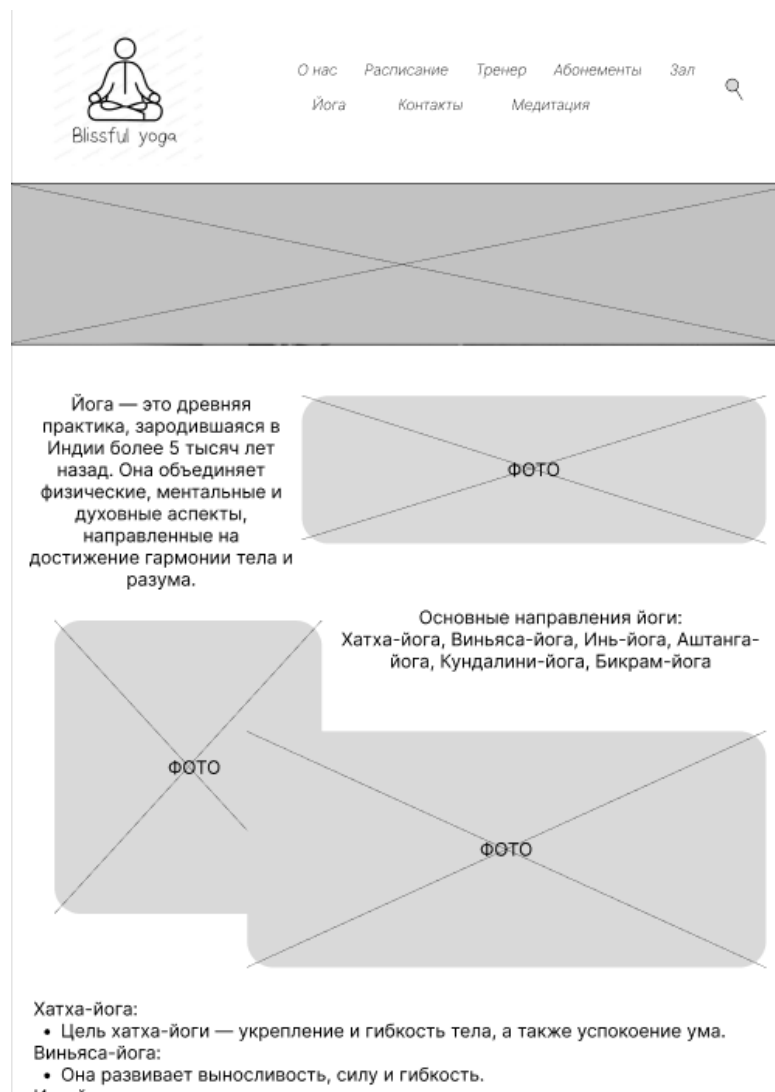 Blissful yoga
О нас Расписание Тренер Абонементы Зал
Йога Контакты Медитация
Йога — это древняя
практика, зародившаяся в
Индии более 5 тысяч лет
назад. Она объединяет
физические, ментальные и
духовные аспекты,
направленные на
достижение гармонии тела и
разума.
ФОТО
Основные направления йоги:
Хатха-йога, Виньяса-йога, Инь-йога, Аштанга-
йога, Кундалини-йога, Бикрам-йога
ФОТО
ФОТО
Хатха-йога:
• Цель хатха-йоги — укрепление и гибкость тела, а также успокоение ума.
Виньяса-йога:
• Она развивает выносливость, силу и гибкость.